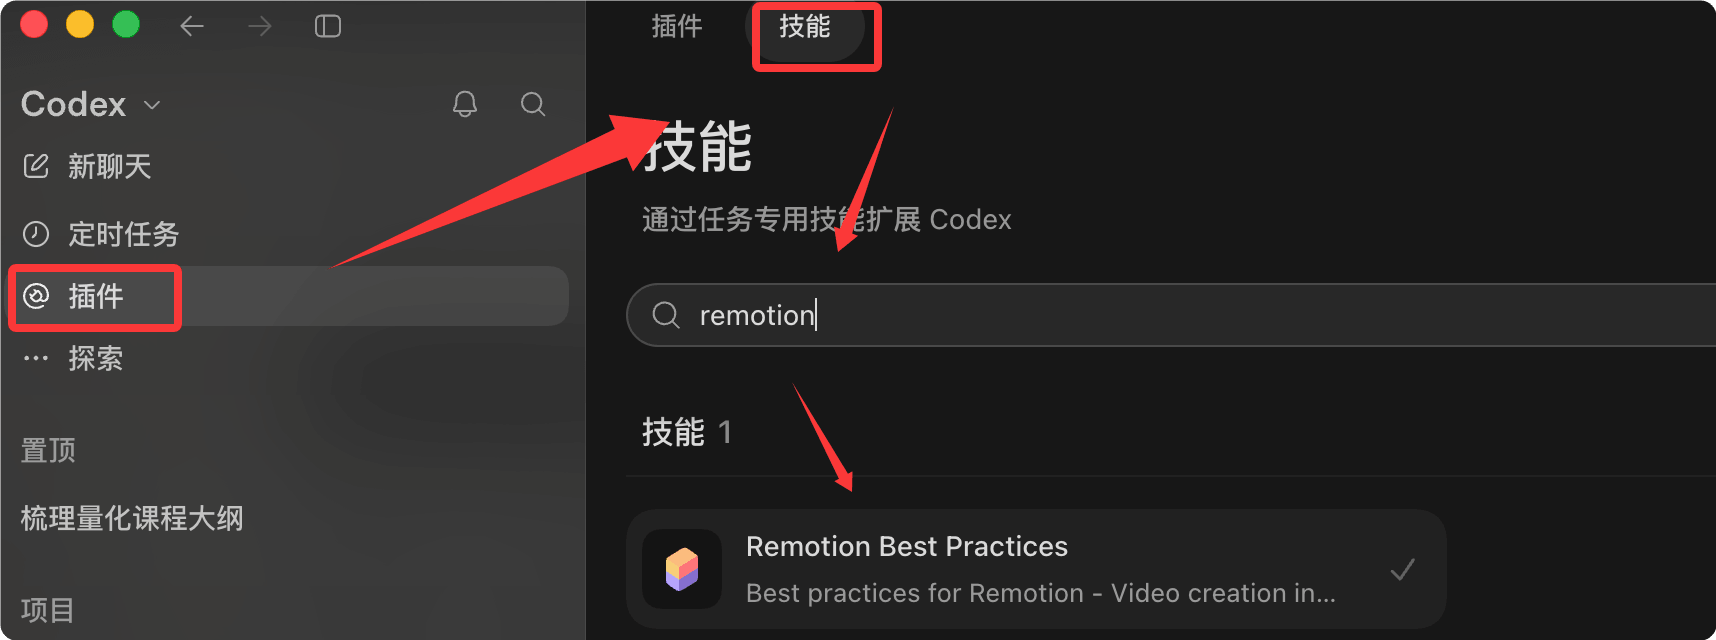 Codex
新聊天
定时任务
插件
探索
置顶
梳理量化课程大纲
项目
插件
技能
技能
通过任务专用技能扩展 Codex
remotion
技能 1
Remotion Best Practices
Best practices for Remotion - Video creation in...